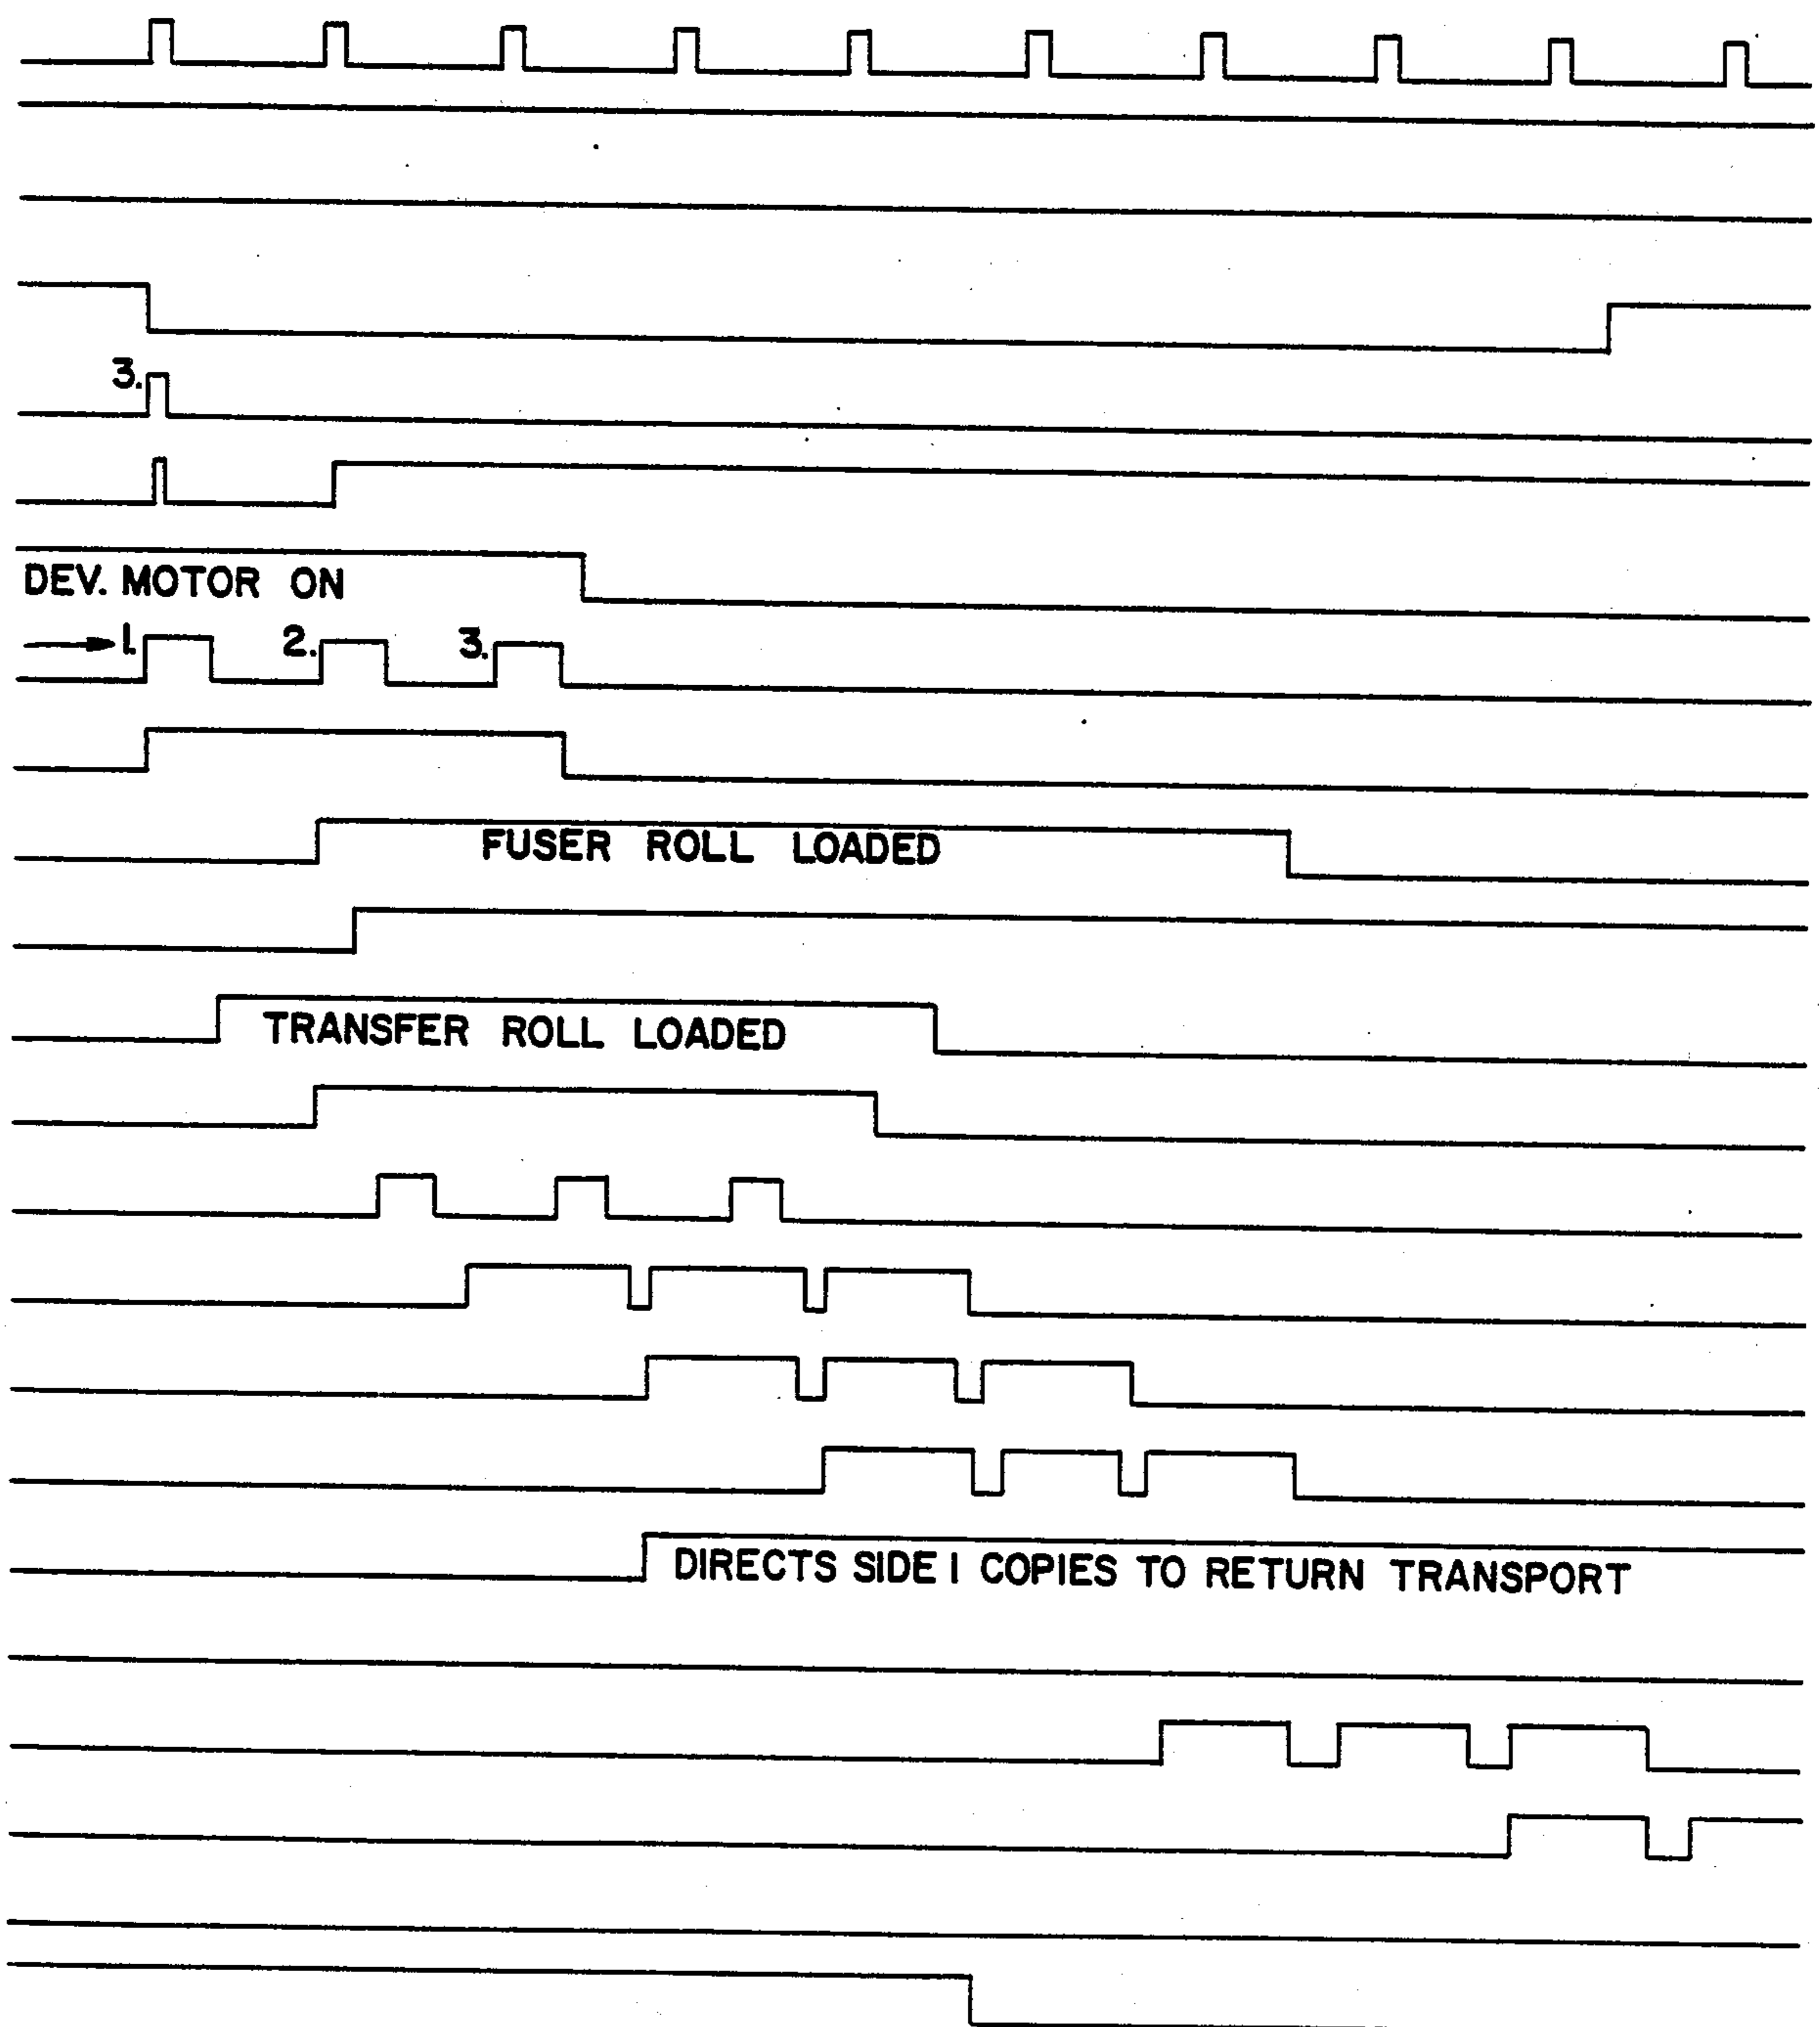 3.
DEV. MOTOR ON
1. 2. 3.
FUSER ROLL LOADED
TRANSFER ROLL LOADED
DIRECTS SIDE 1 COPIES TO RETURN TRANSPORT